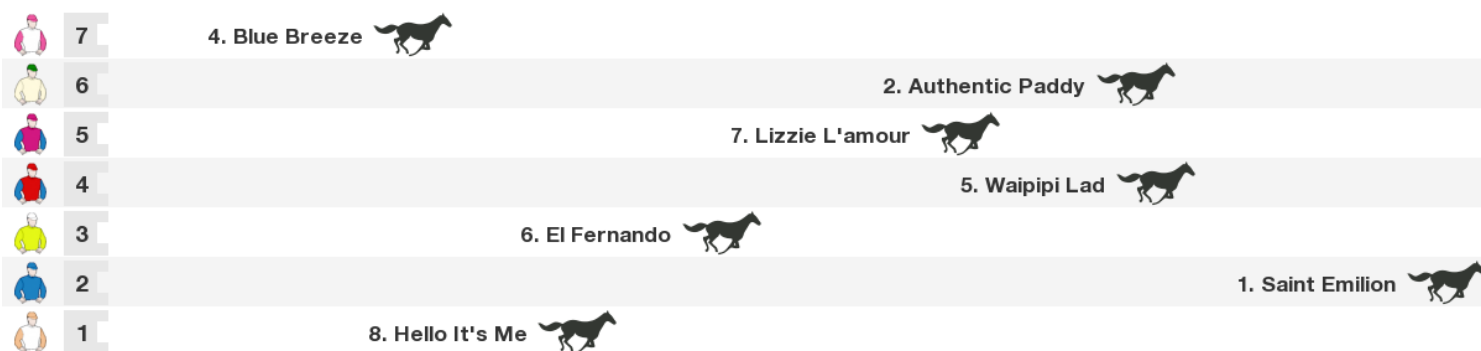 7 4. Blue Breeze
6 2. Authentic Paddy
5 7. Lizzie L'amour
4 5. Waipipi Lad
3 6. El Fernando
2 1. Saint Emilion
1 8. Hello It's Me